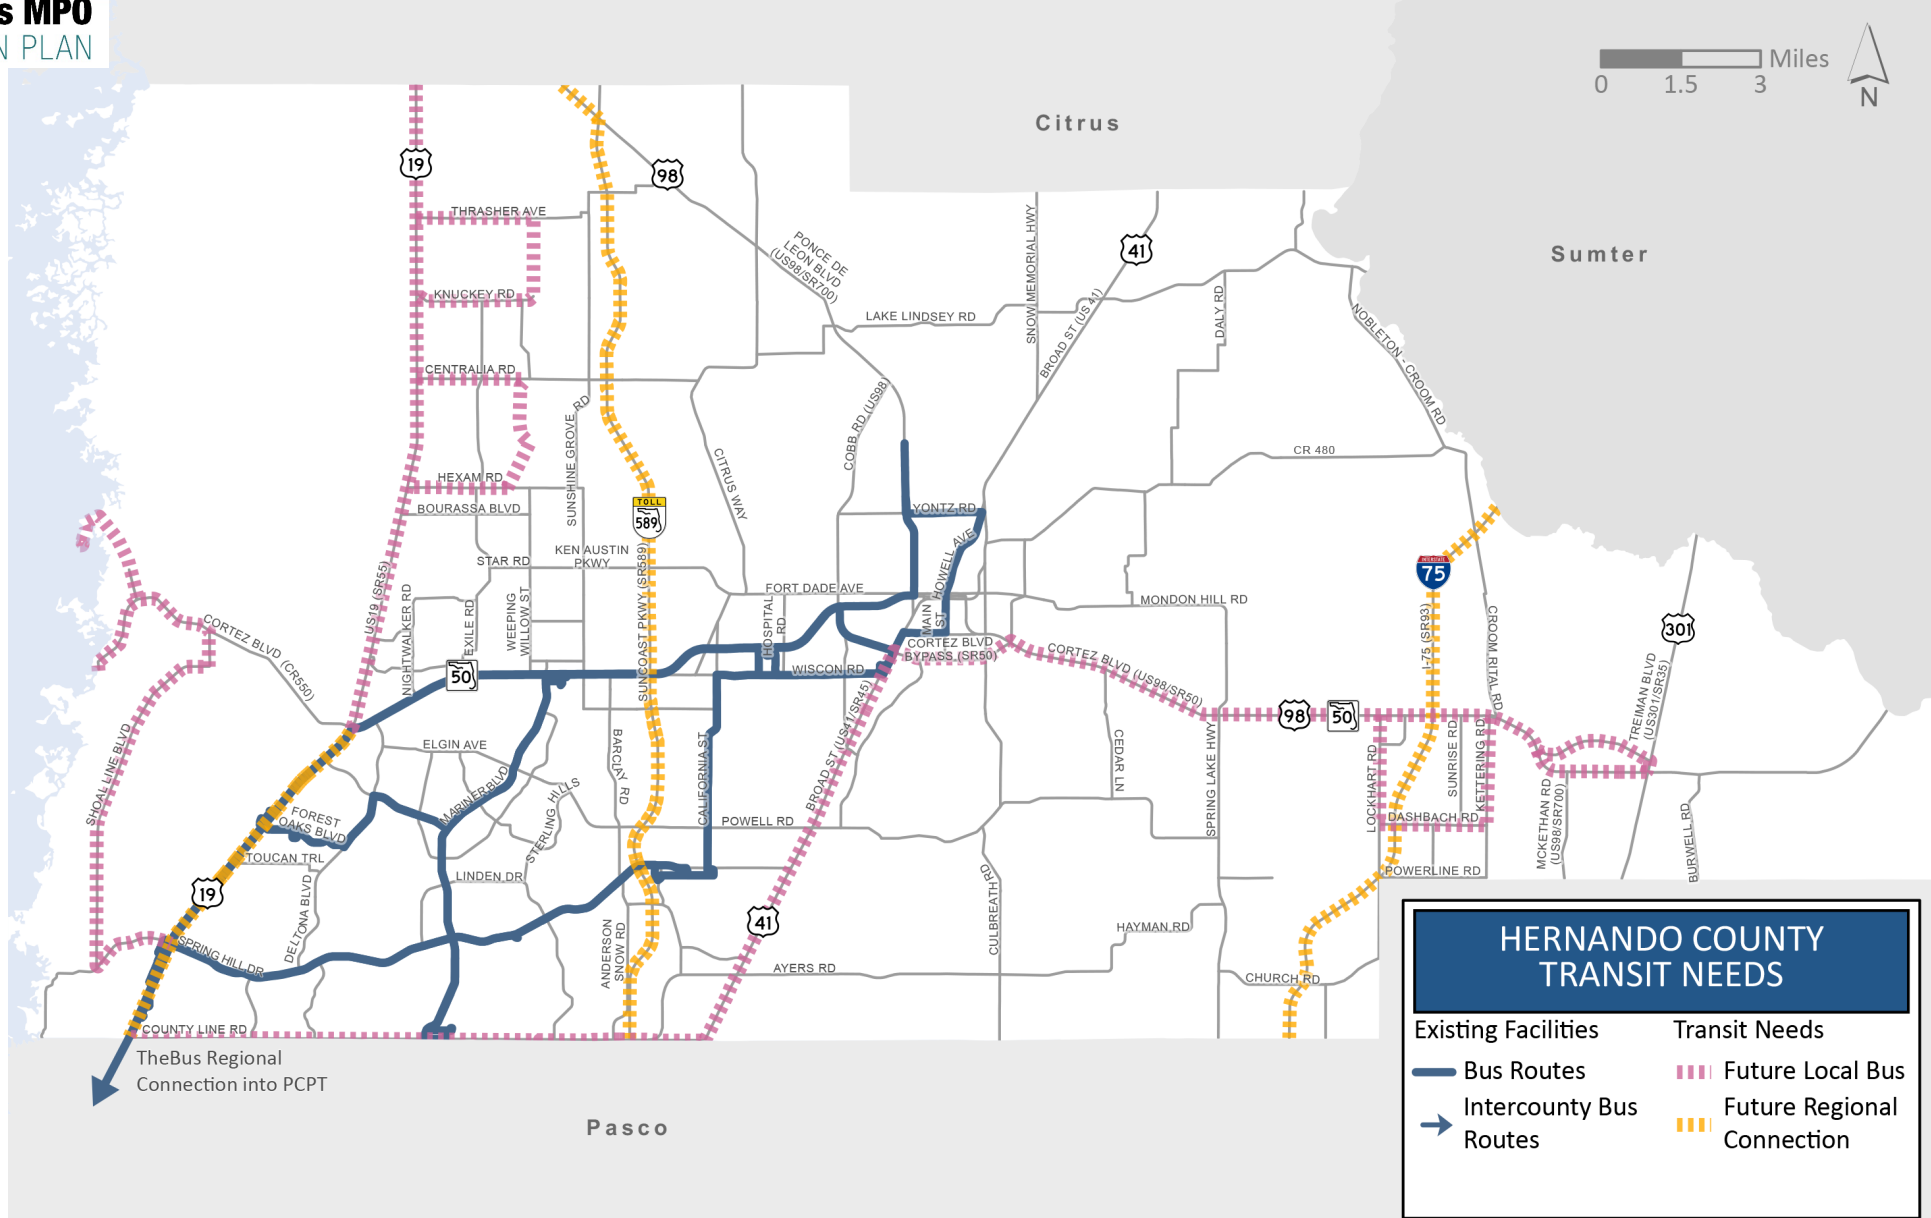 s MPO
N PLAN
Miles
0 1.5 3
N
Citrus
Sumter
19
98
THRASHER AVE
41
PONCE DE
LEON BLVD
(US98/SR700)
SNOW MEMORIAL HWY
KNUCKEY RD
LAKE LINDSEY RD
BROAD ST (US 41)
DALY RD
NOBLETON - CROOM RD
CENTRALIA RD
COBB RD (US98)
SUNSHINE GROVE RD
CITRUS WAY
CR 480
HEXAM RD
BOURASSA BLVD
TOLL
589
YONTZ RD
HOWELL AVE
KEN AUSTIN
PKWY
STAR RD
INTERSTATE
75
FORT DADE AVE
MONDON HILL RD
US 19 (SR55)
NIGHTWALKER RD
EXILE RD
WEEPING
WILLOW ST
SUNCOAST PKWY (SR589)
HOSPITAL
RD
MAIN
ST
I-75 (SR93)
CROOM RITAL RD
301
CORTEZ BLVD (CR550)
CORTEZ BLVD
BYPASS (SR50)
CORTEZ BLVD (US98/SR50)
WISCON RD
50
TREIMAN BLVD
(US301/SR35)
98
50
SHOAL LINE BLVD
ELGIN AVE
BARCLAY RD
CALIFORNIA ST
BROAD ST (US41/SR45)
CEDAR LN
SPRING LAKE HWY
LOCKHART RD
SUNRISE RD
KETTERING RD
MARINER BLVD
STERLING HILLS
FOREST
OAKS BLVD
POWELL RD
DASHBACH RD
MCKETHAN RD
(US98/SR700)
BURWELL RD
TOUCAN TRL
LINDEN DR
POWERLINE RD
19
DELTONA BLVD
CULBREATH RD
41
ANDERSON
SNOW RD
HAYMAN RD
SPRING HILL DR
AYERS RD
CHURCH RD
COUNTY LINE RD
TheBus Regional
Connection into PCPT
Pasco
HERNANDO COUNTY
TRANSIT NEEDS
Existing Facilities
Bus Routes
Intercounty Bus
Routes
Transit Needs
Future Local Bus
Future Regional
Connection